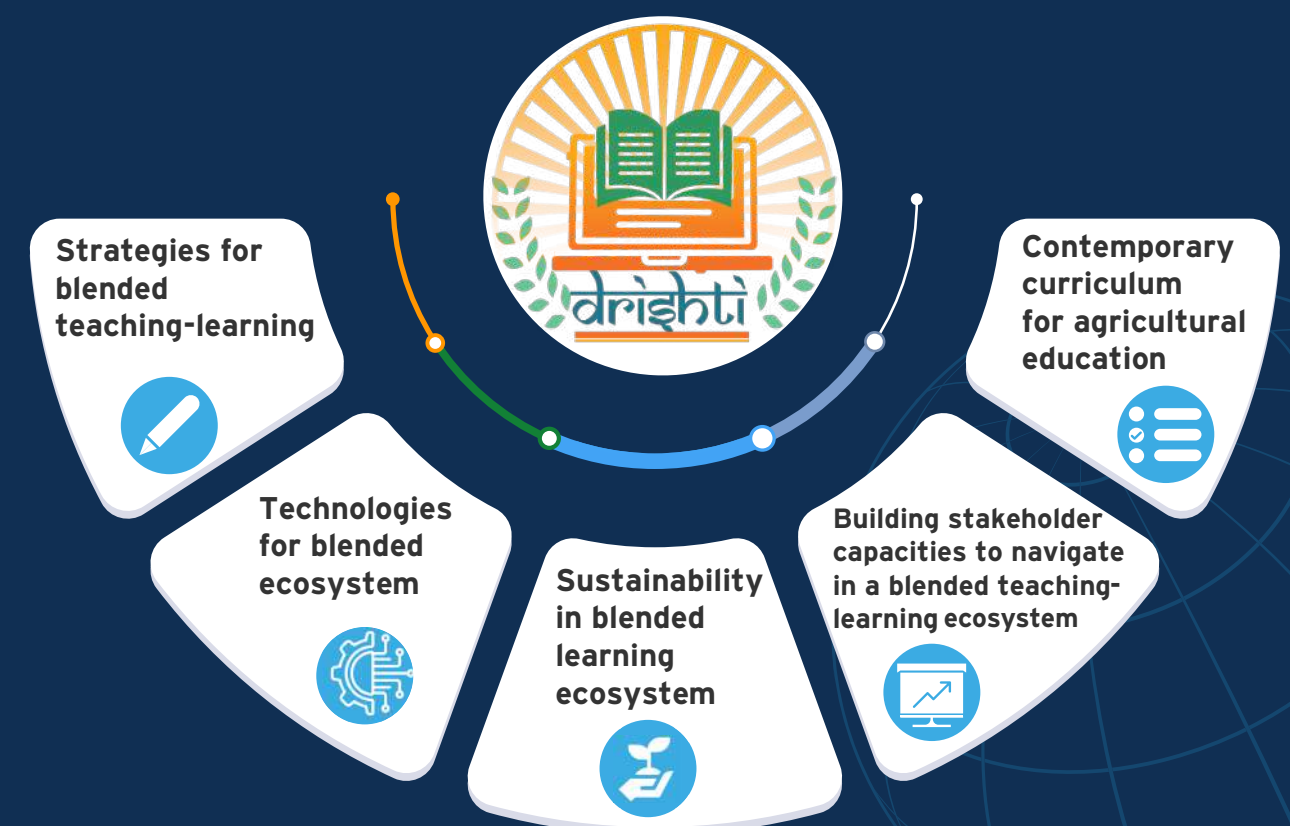 drishti
Strategies for
blended
teaching-learning
Technologies
for blended
ecosystem
Sustainability
in blended
learning
ecosystem
Building stakeholder
capacities to navigate
in a blended teaching-
learning ecosystem
Contemporary
curriculum
for agricultural
education